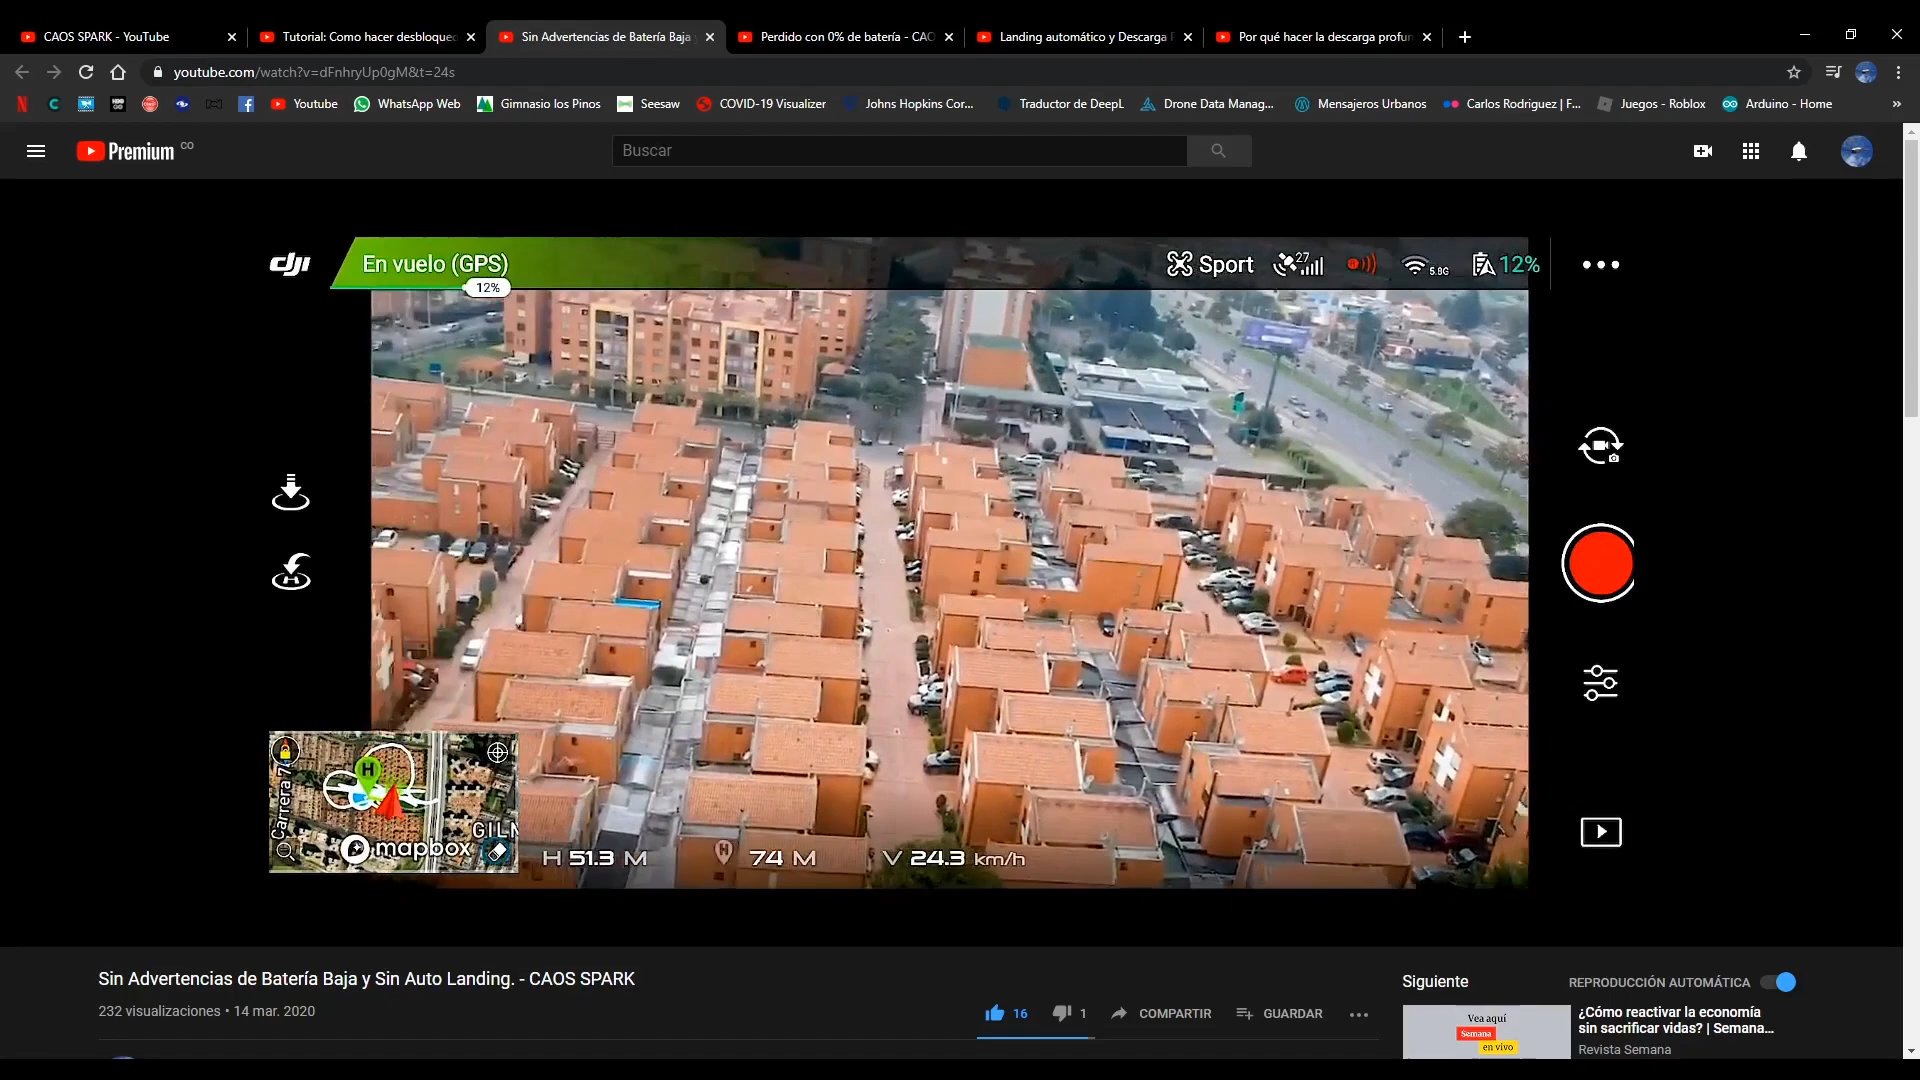 CAOS SPARK - YouTube
Tutorial: Como hacer desbloqueo
Sin Advertencias de Batería Baja y
Perdido con 0% de batería - CAO
Landing automático y Descarga P
Por qué hacer la descarga profun
youtube.com/watch?v=dFnhryUp0gM&t=24s
Youtube
WhatsApp Web
Gimnasio los Pinos
Seesaw
COVID-19 Visualizer
Johns Hopkins Cor...
Traductor de DeepL
Drone Data Manag...
Mensajeros Urbanos
Carlos Rodriguez | F...
Juegos - Roblox
Arduino - Home
Premium CO
Buscar
dji
En vuelo (GPS)
Sport
27
5.8G
12%
12%
H
Carrera 7
mapbox
H 51.3 M
H 74 M
V 24.3 km/h
Sin Advertencias de Batería Baja y Sin Auto Landing. - CAOS SPARK
232 visualizaciones • 14 mar. 2020
16
1
COMPARTIR
GUARDAR
Siguiente
REPRODUCCIÓN AUTOMÁTICA
Vea aquí
Semana
en vivo
¿Cómo reactivar la economía
sin sacrificar vidas? | Semana...
Revista Semana